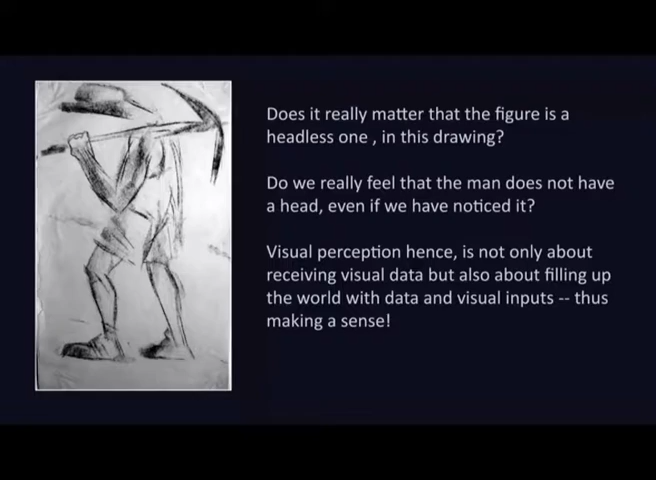 Does it really matter that the figure is a
headless one , in this drawing?
Do we really feel that the man does not have
a head, even if we have noticed it?
Visual perception hence, is not only about
receiving visual data but also about filling up
the world with data and visual inputs -- thus
making a sense!